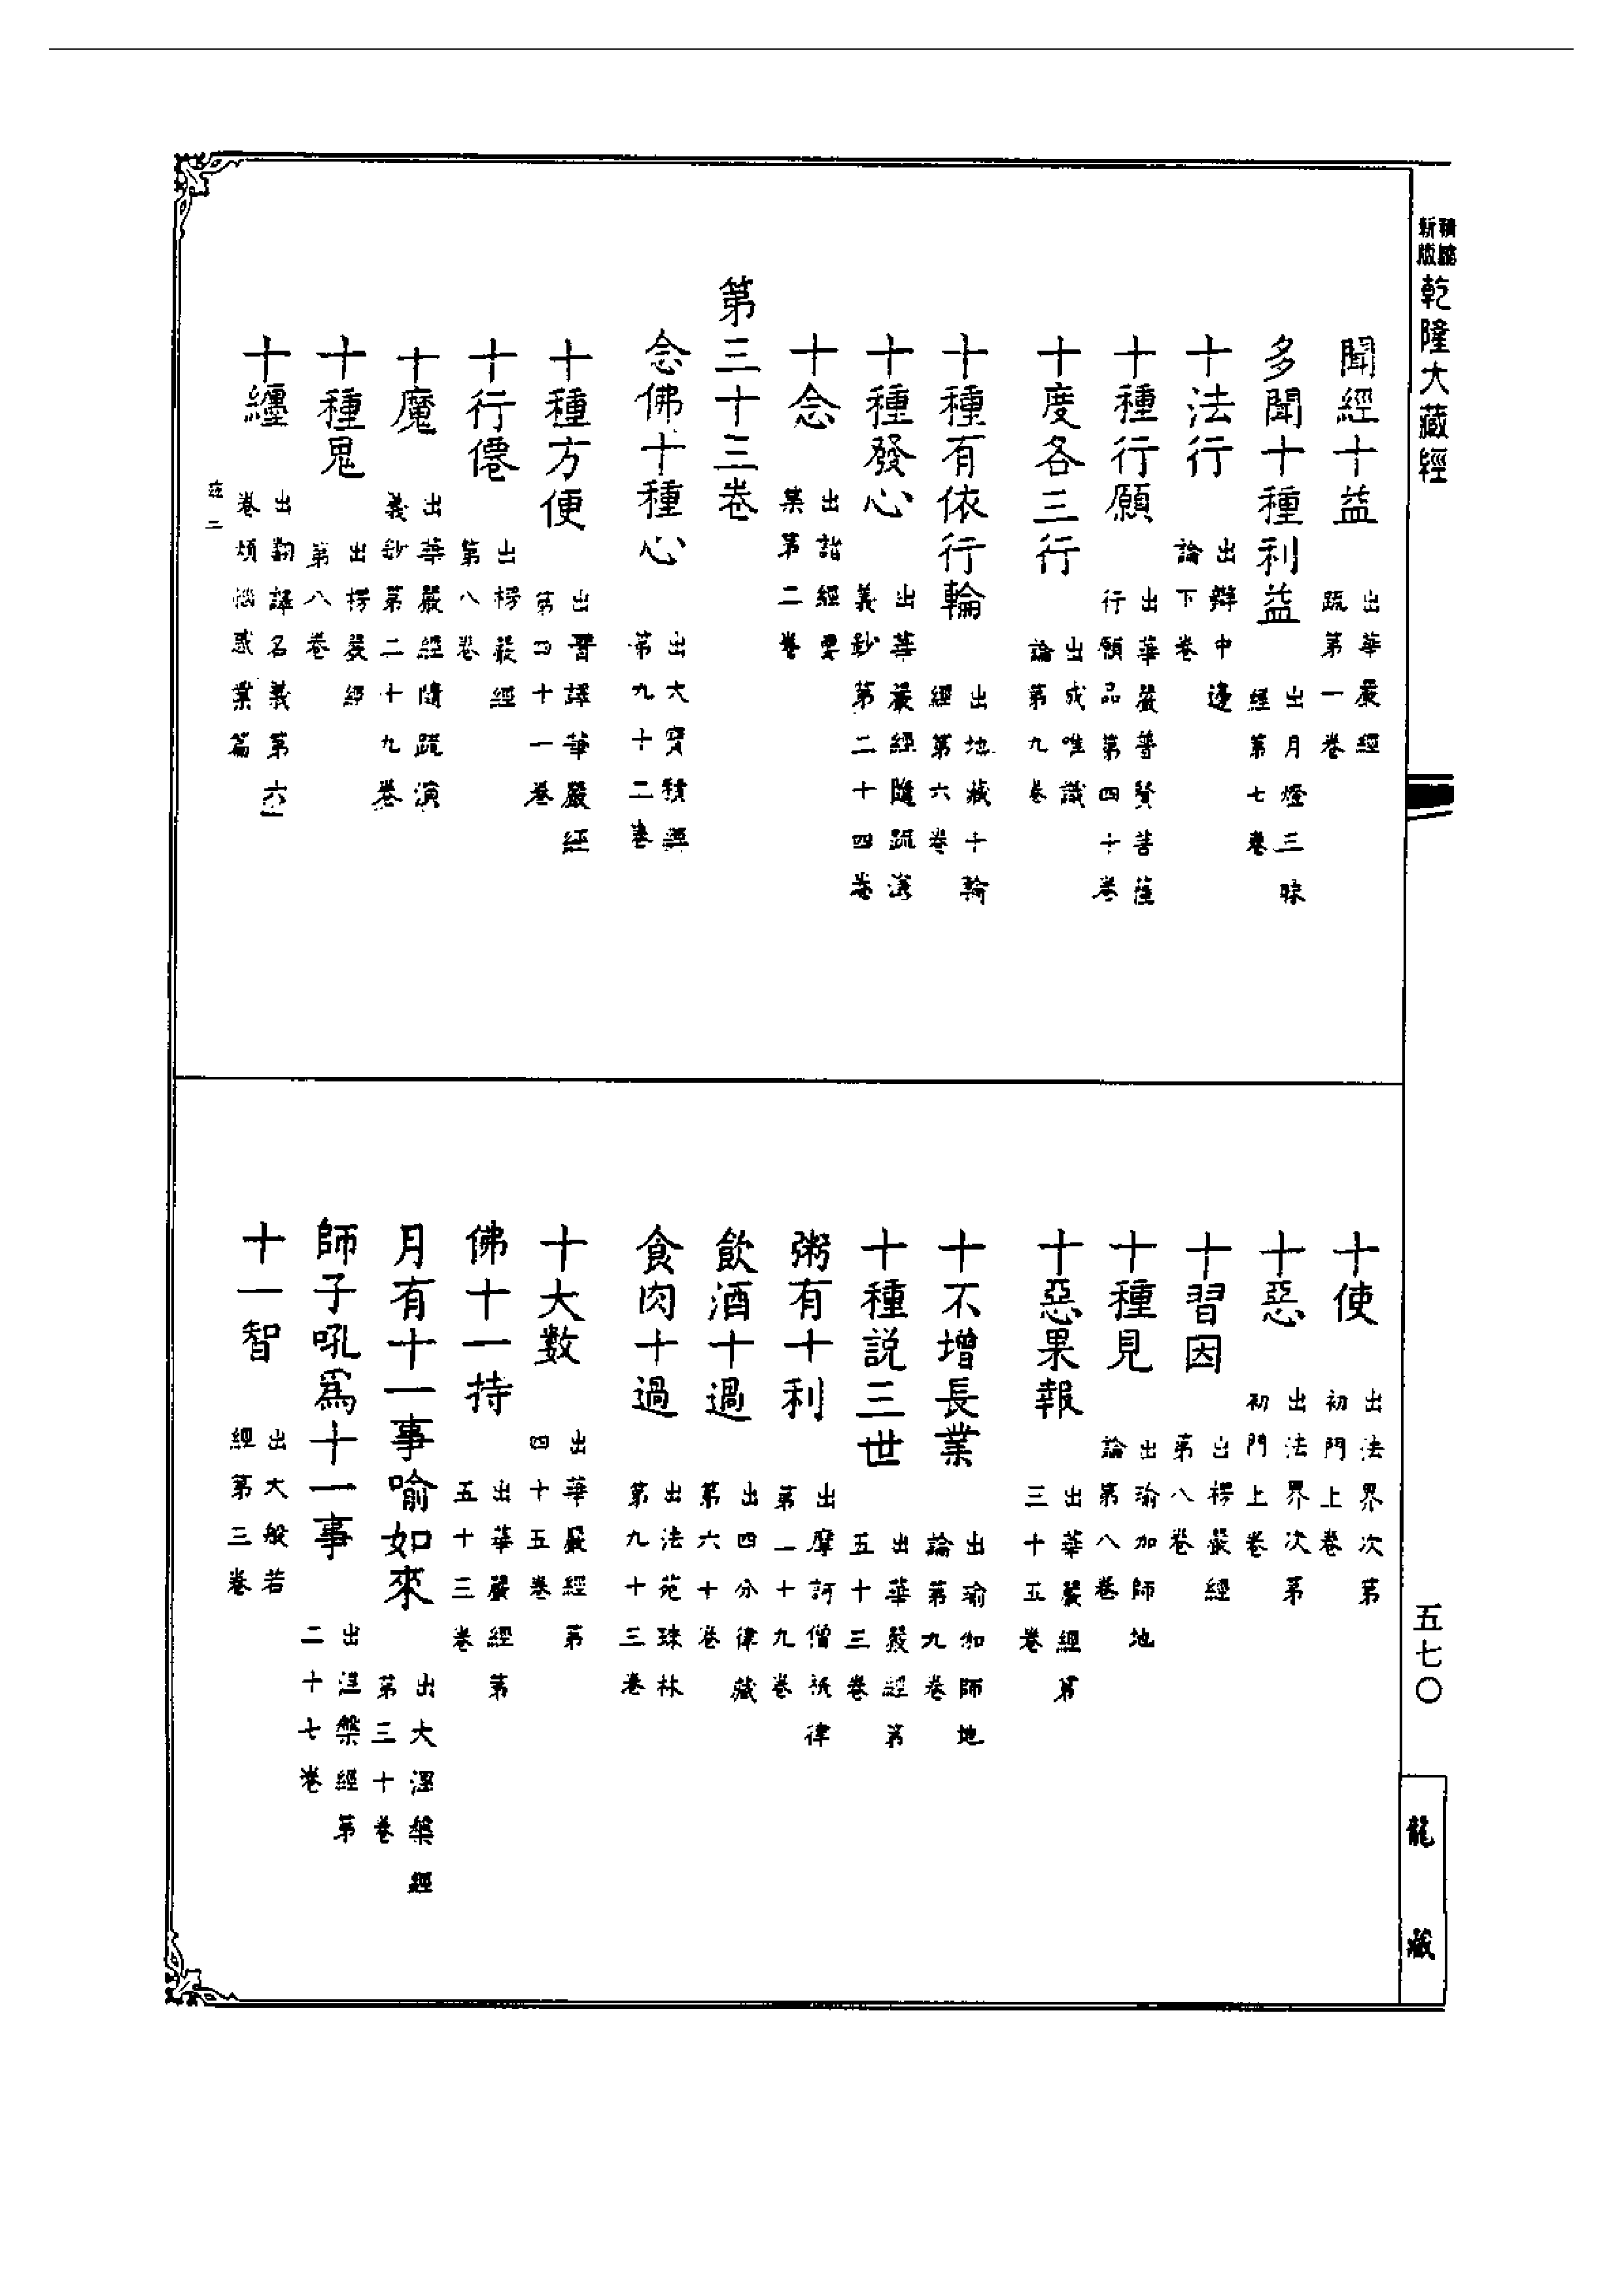 新版
精縮
乾隆大藏經
聞經十益 出華嚴經疏第一卷
多聞十種利益 出月燈三昧經第七卷
十法行 出辯中邊論下卷
十種行願 出華嚴普賢菩薩行願品第四十卷
十度各三行 出成唯識論第九卷
十種有依行輪 出地藏十輪經第六卷
十種發心 出華嚴經隨疏演義鈔第二十四卷
十念 出諸經要集第二卷
第三十三卷
念佛十種心 出大寶積經第九十二卷
十種方便 出晉譯華嚴經第四十一卷
十行僊 出楞嚴經第八卷
十魔 出華嚴經隨疏演義鈔第二十九卷
十種鬼 出楞嚴經第八卷
十纏 出翻譯名義第六卷煩惱惑業篇
茲二
十使 出法界次第初門上卷
十惡 出法界次第初門上卷
十習因 出楞嚴經第八卷
十種見 出瑜加師地論第八卷
十惡果報 出華嚴經第三十五卷
十不增長業 出瑜伽師地論第九卷
十種說三世 出華嚴經第五十三卷
粥有十利 出摩訶僧祇律第二十九卷
飲酒十過 出四分律藏第六十卷
食肉十過 出法苑珠林第九十三卷
十大數 出華嚴經第四十五卷
佛十一持 出華嚴經第五十三卷
月有十一事喻如來 出大涅槃經第三十卷
師子吼爲十一事 出涅槃經第二十七卷
十一智 出大般若經第三卷
五七〇
龍藏